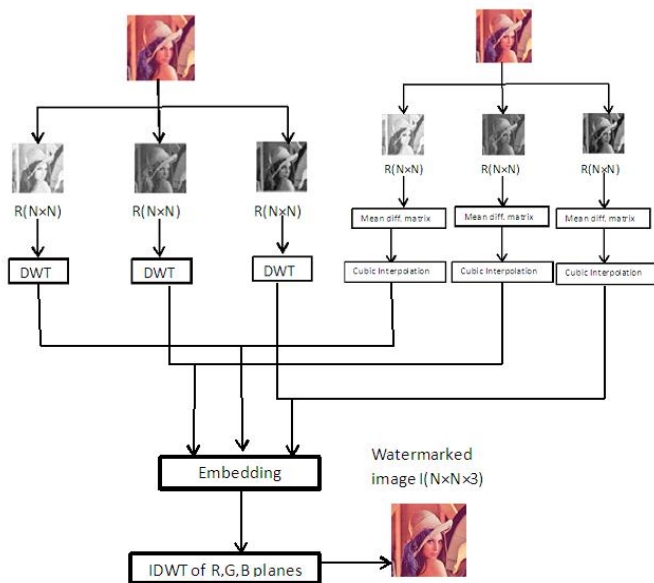 R(N×N)
R(N×N)
R(N×N)
R(N×N)
R(N×N)
R(N×N)
Mean diff. matrix
Mean diff. matrix
Mean diff. matrix
DWT
DWT
DWT
Cubic Interpolation
Cubic Interpolation
Cubic Interpolation
Embedding
Watermarked
image I(N×N×3)
IDWT of R,G,B planes